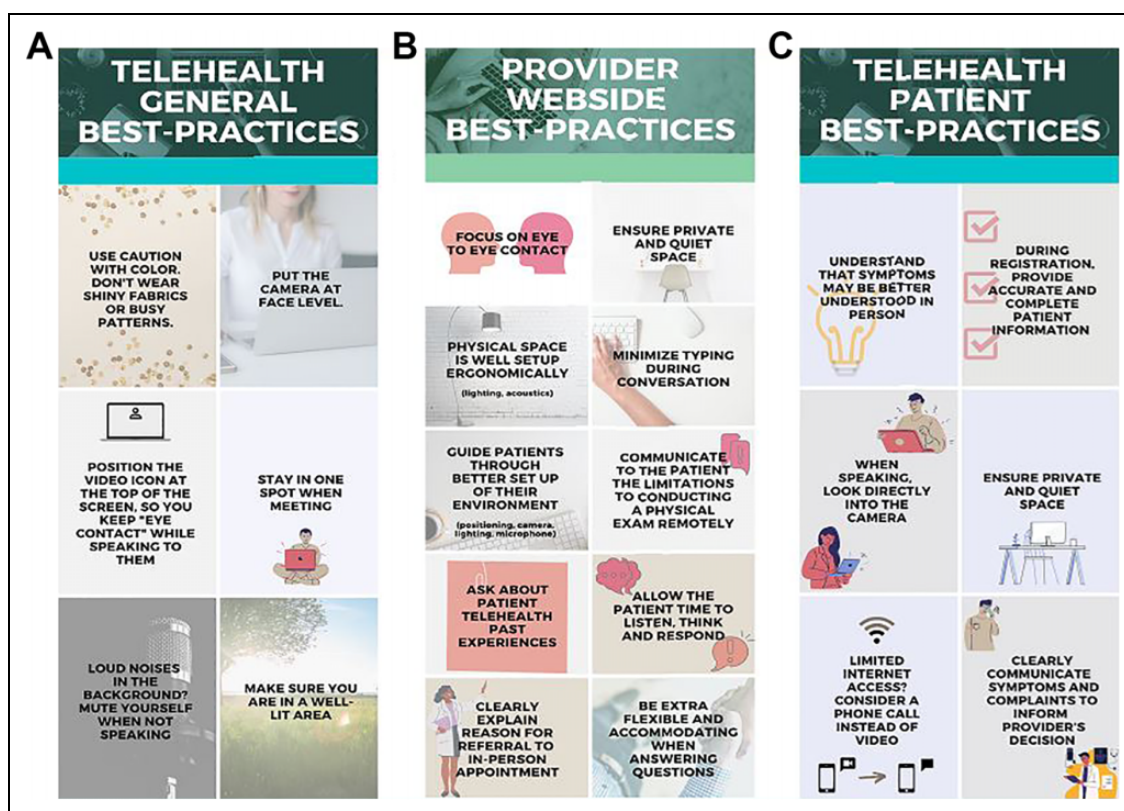 A
TELEHEALTH
GENERAL
BEST-PRACTICES
USE CAUTION
WITH COLOR.
DON'T WEAR
SHINY FABRICS
OR BUSY
PATTERNS.
PUT THE
CAMERA AT
FACE LEVEL.
POSITION THE
VIDEO ICON AT
THE TOP OF THE
SCREEN, SO YOU
KEEP "EYE
CONTACT" WHILE
SPEAKING TO
THEM
STAY IN ONE
SPOT WHEN
MEETING
LOUD NOISES
IN THE
BACKGROUND?
MUTE YOURSELF
WHEN NOT
SPEAKING
MAKE SURE YOU
ARE IN A WELL-
LIT AREA
B
PROVIDER
WEBSIDE
BEST-PRACTICES
FOCUS ON EYE
TO EYE CONTACT
ENSURE PRIVATE
AND QUIET
SPACE
PHYSICAL SPACE
IS WELL SETUP
ERGONOMICALLY
(lighting, acoustics)
MINIMIZE TYPING
DURING
CONVERSATION
GUIDE PATIENTS
THROUGH
BETTER SET UP
OF THEIR
ENVIRONMENT
(positioning, camera,
lighting, microphone)
COMMUNICATE
TO THE PATIENT
THE LIMITATIONS
TO CONDUCTING
A PHYSICAL
EXAM REMOTELY
ASK ABOUT
PATIENT
TELEHEALTH
PAST
EXPERIENCES
ALLOW THE
PATIENT TIME TO
LISTEN, THINK
AND RESPOND
CLEARLY
EXPLAIN
REASON FOR
REFERRAL TO
IN-PERSON
APPOINTMENT
BE EXTRA
FLEXIBLE AND
ACCOMMODATING
WHEN
ANSWERING
QUESTIONS
C
TELEHEALTH
PATIENT
BEST-PRACTICES
UNDERSTAND
THAT SYMPTOMS
MAY BE BETTER
UNDERSTOOD IN
PERSON
DURING
REGISTRATION,
PROVIDE
ACCURATE AND
COMPLETE
PATIENT
INFORMATION
WHEN
SPEAKING,
LOOK DIRECTLY
INTO THE
CAMERA
ENSURE PRIVATE
AND QUIET
SPACE
LIMITED
INTERNET
ACCESS?
CONSIDER A
PHONE CALL
INSTEAD OF
VIDEO
CLEARLY
COMMUNICATE
SYMPTOMS AND
COMPLAINTS TO
INFORM
PROVIDER'S
DECISION